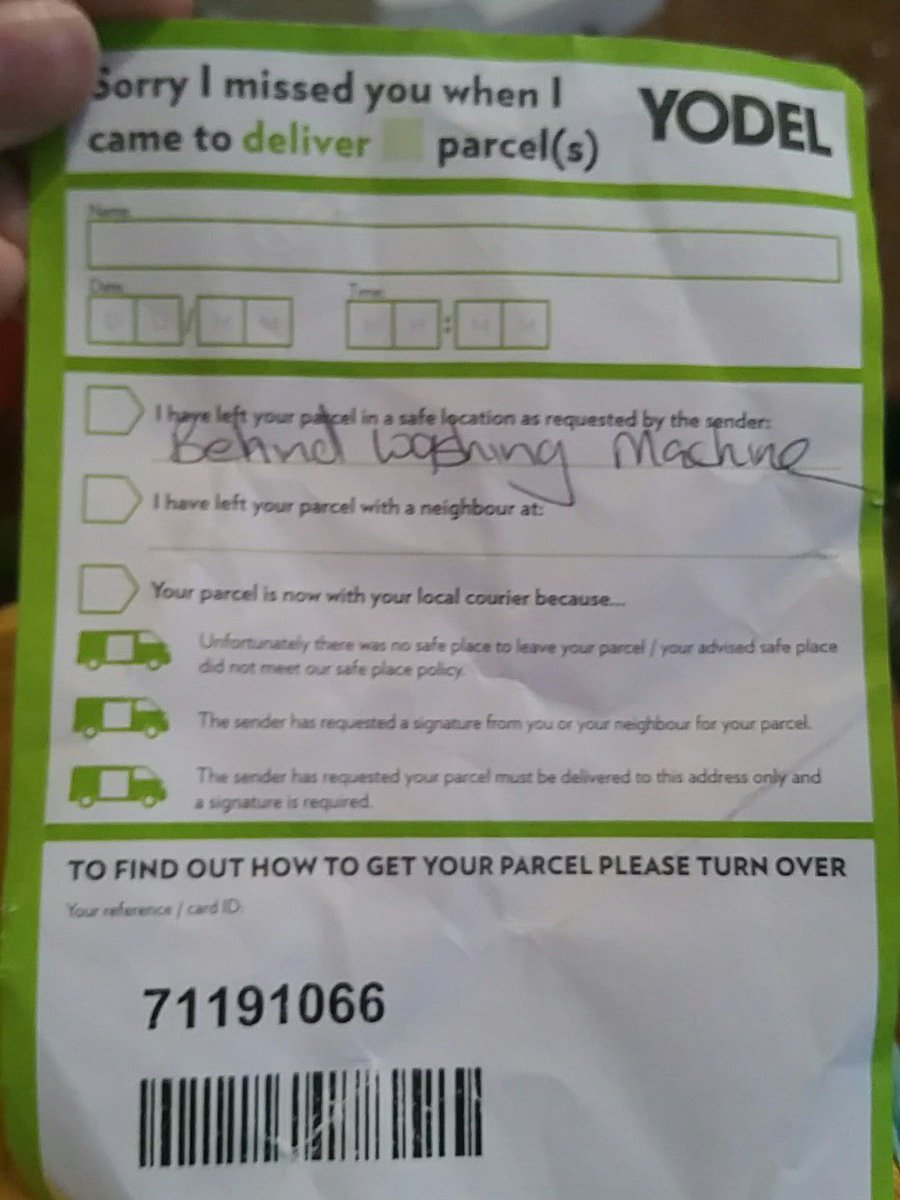 Sorry I missed you when I
came to deliver parcel(s)
YODEL
Name:
Date:
Time:
D D / M M
H H : M M
I have left your parcel in a safe location as requested by the sender:
Behind Washing Machine
I have left your parcel with a neighbour at:
Your parcel is now with your local courier because...
Unfortunately there was no safe place to leave your parcel / your advised safe place
did not meet our safe place policy.
The sender has requested a signature from you or your neighbour for your parcel.
The sender has requested your parcel must be delivered to this address only and
a signature is required.
TO FIND OUT HOW TO GET YOUR PARCEL PLEASE TURN OVER
Your reference / card ID:
71191066